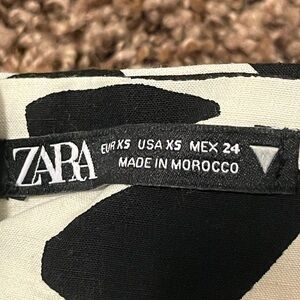 ZARA
EUR XS USA XS MEX 24
MADE IN MOROCCO